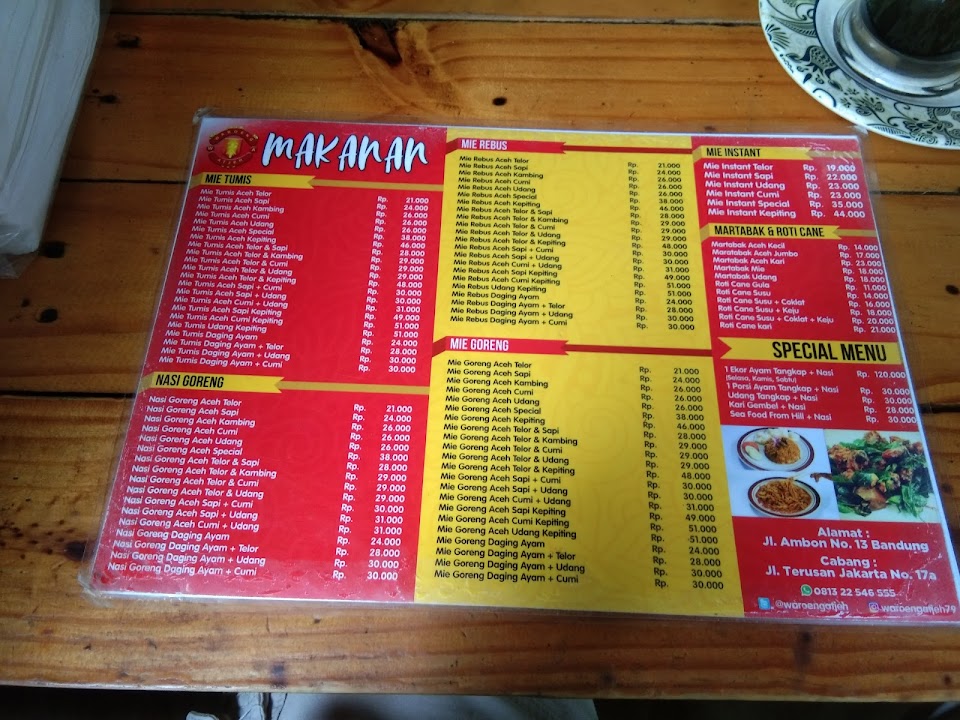 MAKANAN
MIE TUMIS
Mie Tumis Aceh Telor Rp. 21.000
Mie Tumis Aceh Sapi Rp. 24.000
Mie Tumis Aceh Kambing Rp. 26.000
Mie Tumis Aceh Cumi Rp. 26.000
Mie Tumis Aceh Udang Rp. 26.000
Mie Tumis Aceh Special Rp. 38.000
Mie Tumis Aceh Kepiting Rp. 46.000
Mie Tumis Aceh Telor & Sapi Rp. 28.000
Mie Tumis Aceh Telor & Kambing Rp. 29.000
Mie Tumis Aceh Telor & Cumi Rp. 29.000
Mie Tumis Aceh Telor & Udang Rp. 29.000
Mie Tumis Aceh Telor & Kepiting Rp. 48.000
Mie Tumis Aceh Sapi + Cumi Rp. 30.000
Mie Tumis Aceh Sapi + Udang Rp. 30.000
Mie Tumis Aceh Cumi + Udang Rp. 31.000
Mie Tumis Aceh Sapi Kepiting Rp. 49.000
Mie Tumis Aceh Cumi Kepiting Rp. 51.000
Mie Tumis Udang Kepiting Rp. 51.000
Mie Tumis Daging Ayam Rp. 24.000
Mie Tumis Daging Ayam + Telor Rp. 28.000
Mie Tumis Daging Ayam + Udang Rp. 30.000
Mie Tumis Daging Ayam + Cumi Rp. 30.000
NASI GORENG
Nasi Goreng Aceh Telor Rp. 21.000
Nasi Goreng Aceh Sapi Rp. 24.000
Nasi Goreng Aceh Kambing Rp. 26.000
Nasi Goreng Aceh Cumi Rp. 26.000
Nasi Goreng Aceh Udang Rp. 26.000
Nasi Goreng Aceh Special Rp. 38.000
Nasi Goreng Aceh Telor & Sapi Rp. 28.000
Nasi Goreng Aceh Telor & Kambing Rp. 29.000
Nasi Goreng Aceh Telor & Cumi Rp. 29.000
Nasi Goreng Aceh Telor & Udang Rp. 29.000
Nasi Goreng Aceh Sapi + Cumi Rp. 30.000
Nasi Goreng Aceh Sapi + Udang Rp. 31.000
Nasi Goreng Aceh Cumi + Udang Rp. 31.000
Nasi Goreng Daging Ayam Rp. 24.000
Nasi Goreng Daging Ayam + Telor Rp. 28.000
Nasi Goreng Daging Ayam + Udang Rp. 30.000
Nasi Goreng Daging Ayam + Cumi Rp. 30.000
MIE REBUS
Mie Rebus Aceh Telor Rp. 21.000
Mie Rebus Aceh Sapi Rp. 24.000
Mie Rebus Aceh Kambing Rp. 26.000
Mie Rebus Aceh Cumi Rp. 26.000
Mie Rebus Aceh Udang Rp. 26.000
Mie Rebus Aceh Special Rp. 38.000
Mie Rebus Aceh Kepiting Rp. 46.000
Mie Rebus Aceh Telor & Sapi Rp. 28.000
Mie Rebus Aceh Telor & Kambing Rp. 29.000
Mie Rebus Aceh Telor & Cumi Rp. 29.000
Mie Rebus Aceh Telor & Udang Rp. 29.000
Mie Rebus Aceh Telor & Kepiting Rp. 48.000
Mie Rebus Aceh Sapi + Cumi Rp. 30.000
Mie Rebus Aceh Sapi + Udang Rp. 30.000
Mie Rebus Aceh Cumi + Udang Rp. 31.000
Mie Rebus Aceh Sapi Kepiting Rp. 49.000
Mie Rebus Aceh Cumi Kepiting Rp. 51.000
Mie Rebus Udang Kepiting Rp. 51.000
Mie Rebus Daging Ayam Rp. 24.000
Mie Rebus Daging Ayam + Telor Rp. 28.000
Mie Rebus Daging Ayam + Udang Rp. 30.000
Mie Rebus Daging Ayam + Cumi Rp. 30.000
MIE GORENG
Mie Goreng Aceh Telor Rp. 21.000
Mie Goreng Aceh Sapi Rp. 24.000
Mie Goreng Aceh Kambing Rp. 26.000
Mie Goreng Aceh Cumi Rp. 26.000
Mie Goreng Aceh Udang Rp. 26.000
Mie Goreng Aceh Special Rp. 38.000
Mie Goreng Aceh Kepiting Rp. 46.000
Mie Goreng Aceh Telor & Sapi Rp. 28.000
Mie Goreng Aceh Telor & Kambing Rp. 29.000
Mie Goreng Aceh Telor & Cumi Rp. 29.000
Mie Goreng Aceh Telor & Udang Rp. 29.000
Mie Goreng Aceh Telor & Kepiting Rp. 48.000
Mie Goreng Aceh Sapi + Cumi Rp. 30.000
Mie Goreng Aceh Sapi + Udang Rp. 30.000
Mie Goreng Aceh Cumi + Udang Rp. 31.000
Mie Goreng Aceh Sapi Kepiting Rp. 49.000
Mie Goreng Aceh Cumi Kepiting Rp. 51.000
Mie Goreng Aceh Udang Kepiting Rp. 51.000
Mie Goreng Daging Ayam Rp. 24.000
Mie Goreng Daging Ayam + Telor Rp. 28.000
Mie Goreng Daging Ayam + Udang Rp. 30.000
Mie Goreng Daging Ayam + Cumi Rp. 30.000
MIE INSTANT
Mie Instant Telor Rp. 19.000
Mie Instant Sapi Rp. 22.000
Mie Instant Udang Rp. 23.000
Mie Instant Cumi Rp. 23.000
Mie Instant Special Rp. 35.000
Mie Instant Kepiting Rp. 44.000
MARTABAK & ROTI CANE
Martabak Aceh Kecil Rp. 14.000
Maratabak Aceh Jumbo Rp. 17.000
Martabak Aceh Kari Rp. 23.000
Martabak Mie Rp. 18.000
Martabak Udang Rp. 18.000
Roti Cane Gula Rp. 11.000
Roti Cane Susu Rp. 14.000
Roti Cane Susu + Coklat Rp. 16.000
Roti Cane Susu + Keju Rp. 18.000
Roti Cane Susu + Coklat + Keju Rp. 20.000
Roti Cane kari Rp. 21.000
SPECIAL MENU
1 Ekor Ayam Tangkap + Nasi Rp. 120.000
(Selasa, Kamis, Sabtu)
1 Porsi Ayam Tangkap + Nasi Rp. 30.000
Udang Tangkap + Nasi Rp. 30.000
Kari Gembel + Nasi Rp. 28.000
Sea Food From Hill + Nasi Rp. 30.000
Alamat :
Jl. Ambon No. 13 Bandung
Cabang :
Jl. Terusan Jakarta No. 17a
0813 22 546 555
@waroengatjeh waroengatjeh79